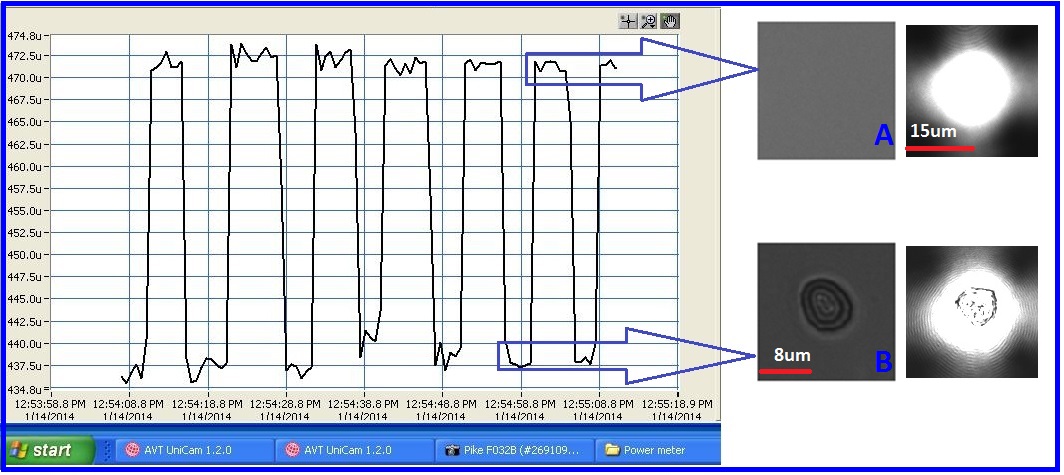 474.8u
472.5u
470.0u
467.5u
465.0u
462.5u
460.0u
457.5u
455.0u
452.5u
450.0u
447.5u
445.0u
442.5u
440.0u
437.5u
434.8u
12:53:58.8 PM 12:54:08.8 PM 12:54:18.8 PM 12:54:28.8 PM 12:54:38.8 PM 12:54:48.8 PM 12:54:58.8 PM 12:55:08.8 PM 12:55:18.9 PM
1/14/2014 1/14/2014 1/14/2014 1/14/2014 1/14/2014 1/14/2014 1/14/2014 1/14/2014 1/14/2014
A
15um
8um
B
start AVT UniCam 1.2.0 AVT UniCam 1.2.0 Pike F032B (#269109... Power meter